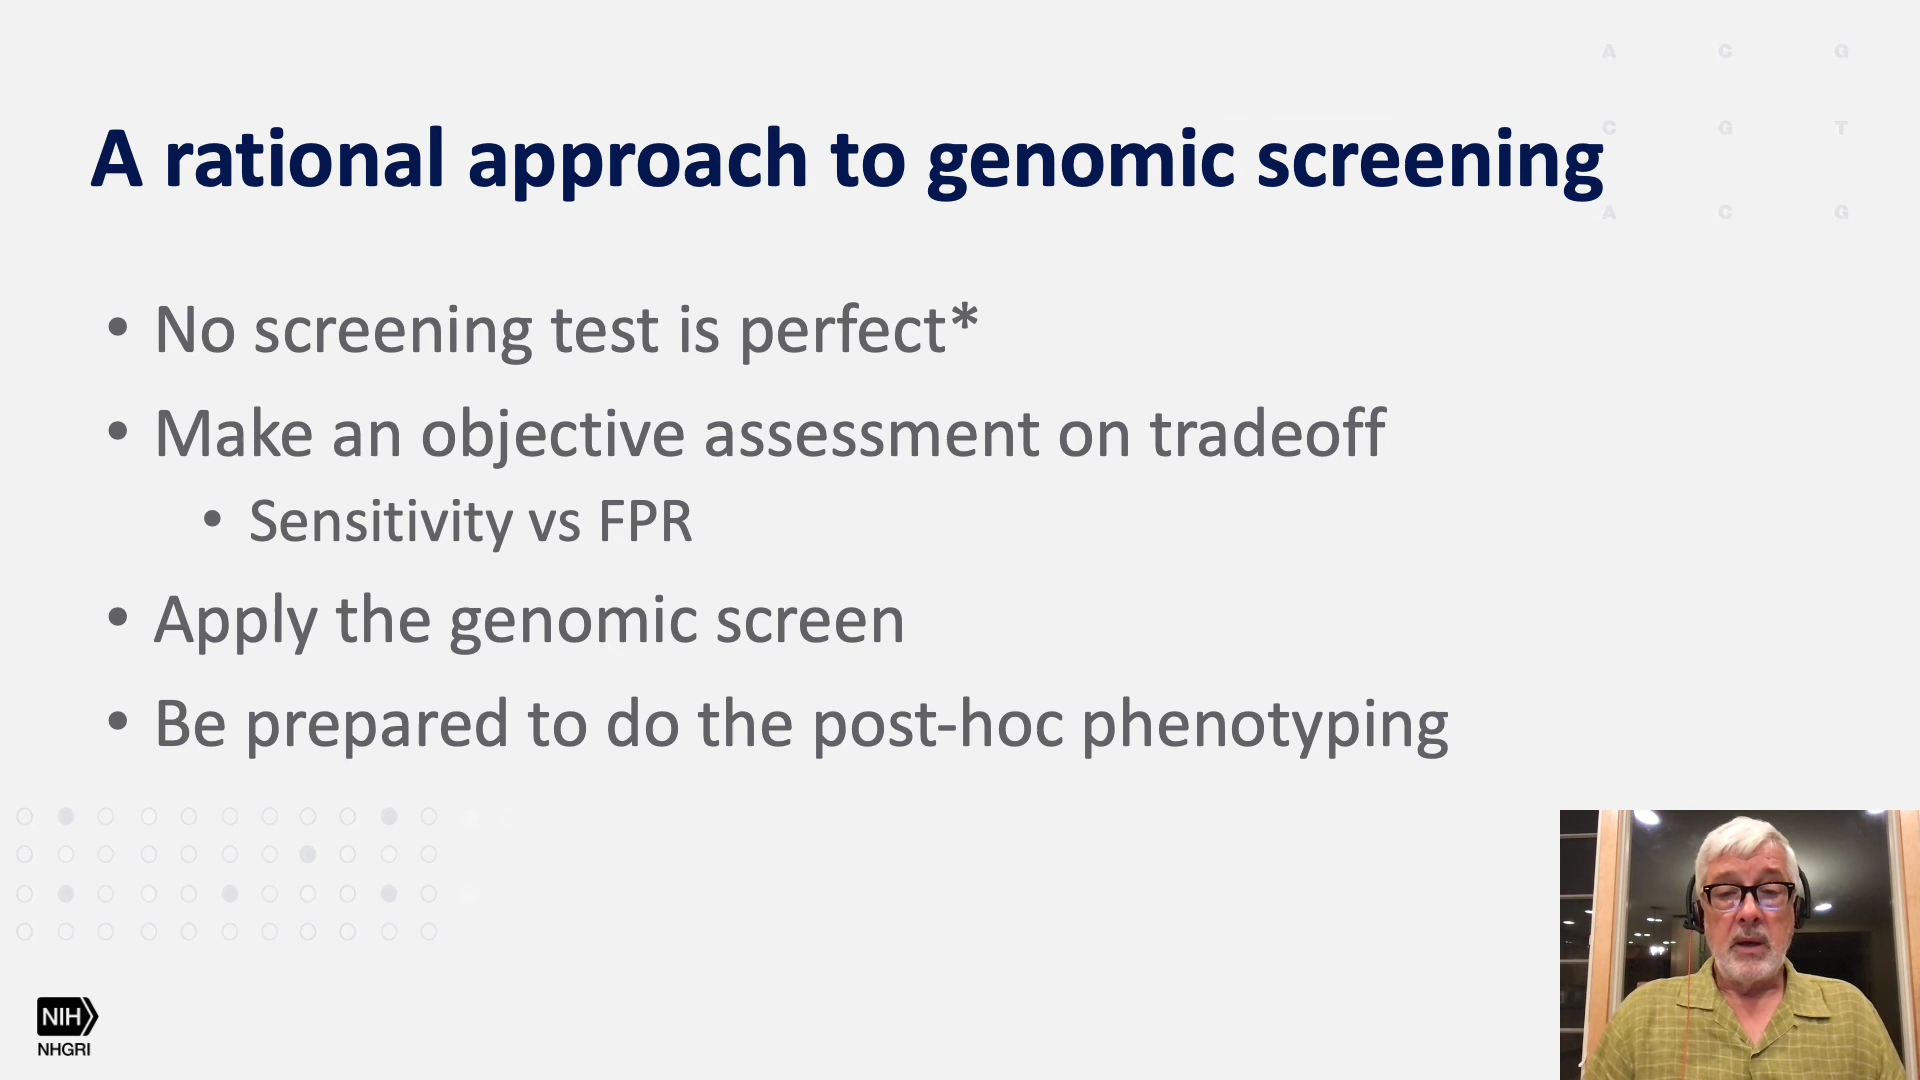 A C G
C G T
A C G
A rational approach to genomic screening
• No screening test is perfect*
• Make an objective assessment on tradeoff
• Sensitivity vs FPR
• Apply the genomic screen
• Be prepared to do the post-hoc phenotyping
NIH
NHGRI